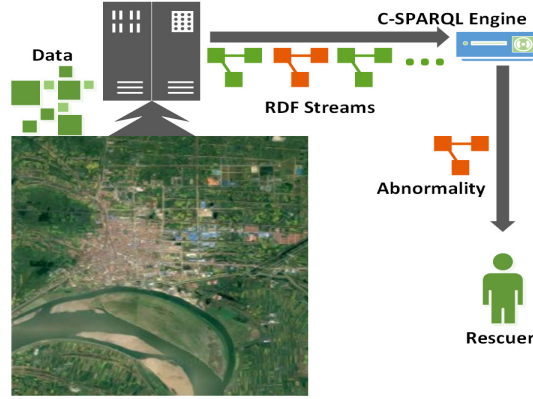 C-SPARQL Engine
Data
RDF Streams
Abnormality
Rescuer